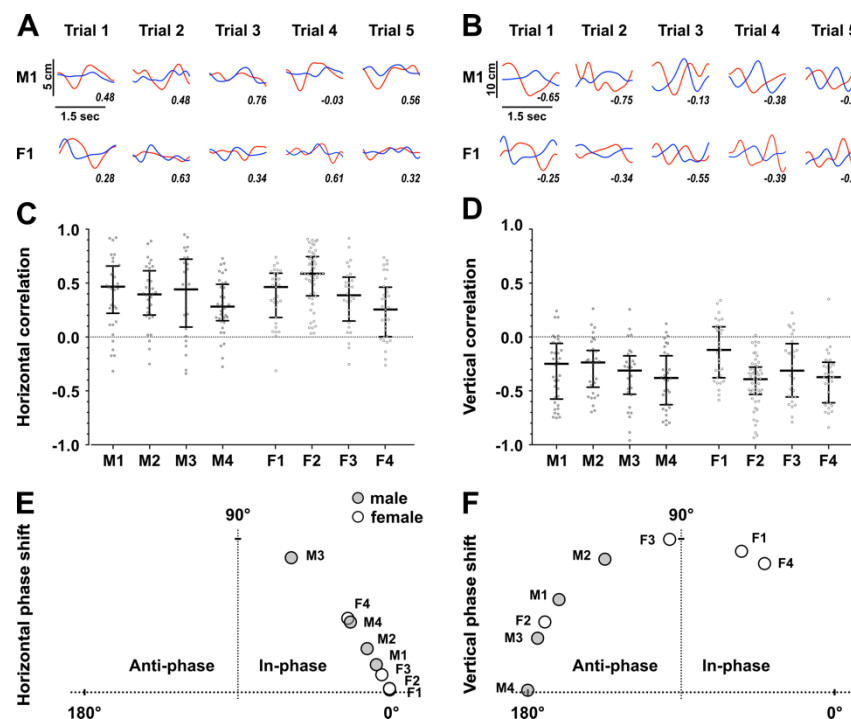 A Trial 1 Trial 2 Trial 3 Trial 4 Trial 5
M1 5 cm
0.48 0.48 0.76 -0.03 0.56
1.5 sec
F1
0.28 0.63 0.34 0.61 0.32
B Trial 1 Trial 2 Trial 3 Trial 4 Trial
M1 10 cm
-0.65 -0.75 -0.13 -0.38
1.5 sec
F1
-0.25 -0.34 -0.55 -0.39
C
Horizontal correlation
1.0
0.5
0.0
-0.5
-1.0
M1 M2 M3 M4 F1 F2 F3 F4
D
Vertical correlation
1.0
0.5
0.0
-0.5
-1.0
M1 M2 M3 M4 F1 F2 F3 F4
E
male
female
Horizontal phase shift
90°
M3
F4
M4
M2
M1
F3
F2
F1
Anti-phase In-phase
180° 0°
F
Vertical phase shift
90°
F3 F1
M2 F4
M1
F2
M3
Anti-phase In-phase
M4
180° 0°